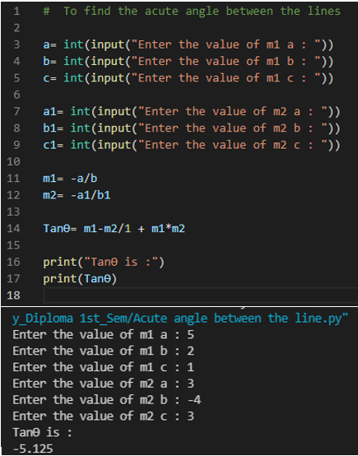 1 # To find the acute angle between the lines
2
3 a= int(input("Enter the value of m1 a : "))
4 b= int(input("Enter the value of m1 b : "))
5 c= int(input("Enter the value of m1 c : "))
6
7 a1= int(input("Enter the value of m2 a : "))
8 b1= int(input("Enter the value of m2 b : "))
9 c1= int(input("Enter the value of m2 c : "))
10
11 m1= -a/b
12 m2= -a1/b1
13
14 Tanθ= m1-m2/1 + m1*m2
15
16 print("Tanθ is :")
17 print(Tanθ)
18
y_Diploma 1st_Sem/Acute angle between the line.py"
Enter the value of m1 a : 5
Enter the value of m1 b : 2
Enter the value of m1 c : 1
Enter the value of m2 a : 3
Enter the value of m2 b : -4
Enter the value of m2 c : 3
Tanθ is :
-5.125